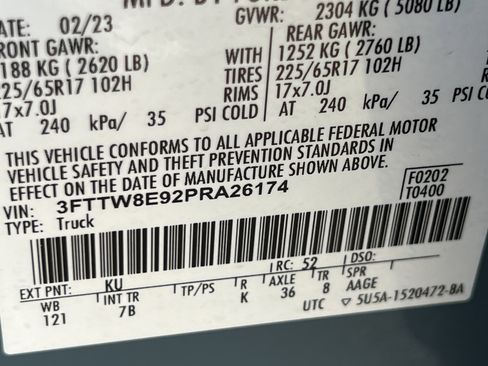 MFD. BY FORD
DATE: 02/23 GVWR: 2304 KG ( 5080 LB
FRONT GAWR: REAR GAWR:
188 KG ( 2620 LB) WITH 1252 KG ( 2760 LB)
225/65R17 102H TIRES 225/65R17 102H
17x7.0J RIMS 17x7.0J
AT 240 kPa/ 35 PSI COLD AT 240 kPa/ 35 PSI COLD
THIS VEHICLE CONFORMS TO ALL APPLICABLE FEDERAL MOTOR
VEHICLE SAFETY AND THEFT PREVENTION STANDARDS IN
EFFECT ON THE DATE OF MANUFACTURE SHOWN ABOVE.
VIN: 3FTTW8E92PRA26174 F0202
TYPE: Truck T0400
EXT PNT: KU RC: 52 DSO:
WB INT TR TP/PS R AXLE TR SPR
121 7B K 36 8 AAGE
UTC ▽ 5U5A-1520472-8A